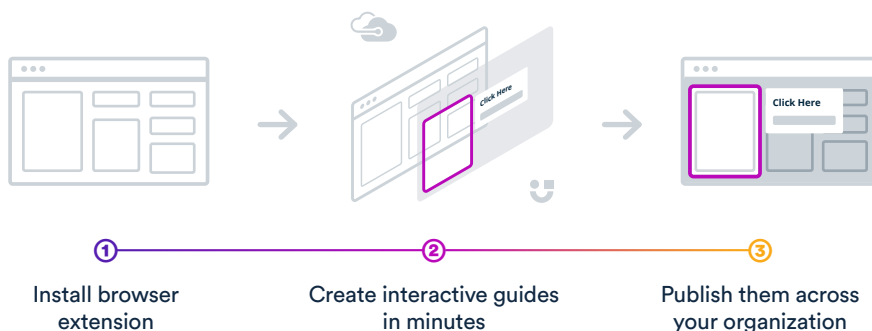 Click Here
Click Here
1
2
3
Install browser
extension
Create interactive guides
in minutes
Publish them across
your organization